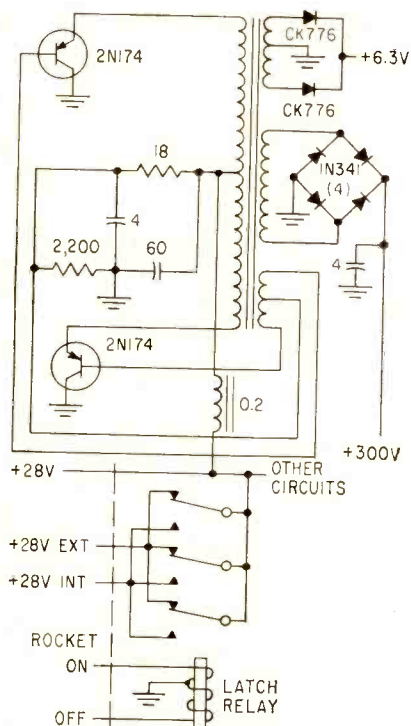 2N174
CK776
+6.3V
CK776
18
1N341
(4)
4
2,200
60
4
2N174
0.2
+28V
OTHER
CIRCUITS
+300V
+28V EXT
+28V INT
ROCKET
ON
LATCH
RELAY
OFF